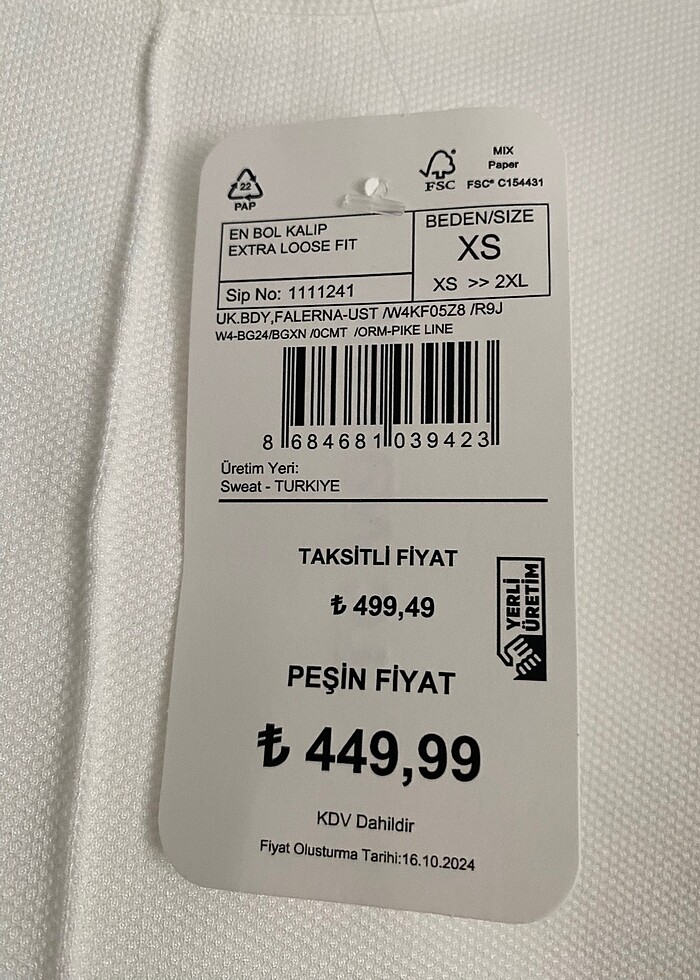 22
PAP
FSC
MIX
Paper
FSC® C154431
EN BOL KALIP
EXTRA LOOSE FIT
Sip No: 1111241
BEDEN/SIZE
XS
XS >> 2XL
UK.BDY,FALERNA-UST /W4KF05Z8 /R9J
W4-BG24/BGXN /0CMT /ORM-PIKE LINE
8 684681 039423
Üretim Yeri:
Sweat - TURKIYE
TAKSİTLİ FİYAT
₺ 499,49
YERLİ
ÜRETİM
PEŞİN FİYAT
₺ 449,99
KDV Dahildir
Fiyat Olusturma Tarihi:16.10.2024